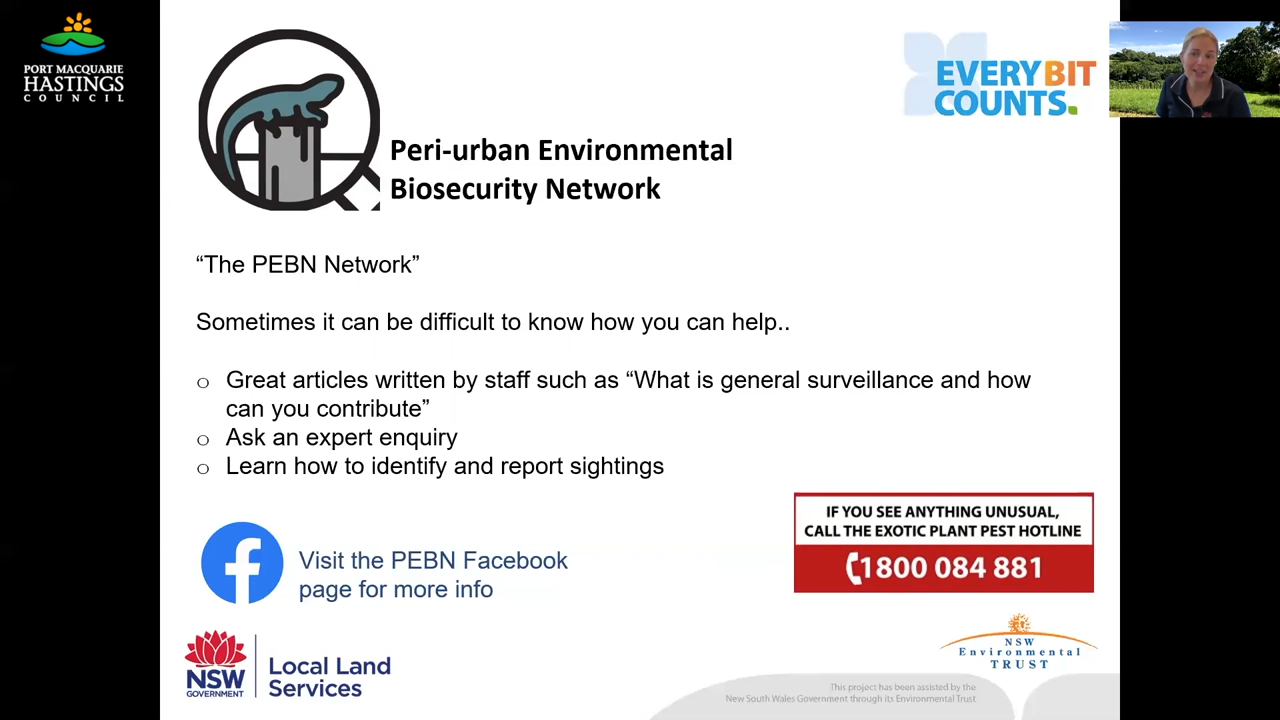 PORT MACQUARIE
HASTINGS
COUNCIL
EVERY BIT
COUNTS.
Peri-urban Environmental
Biosecurity Network
“The PEBN Network”
Sometimes it can be difficult to know how you can help..
o Great articles written by staff such as “What is general surveillance and how
can you contribute”
o Ask an expert enquiry
o Learn how to identify and report sightings
IF YOU SEE ANYTHING UNUSUAL,
CALL THE EXOTIC PLANT PEST HOTLINE
1800 084 881
Visit the PEBN Facebook
page for more info
NSW
GOVERNMENT
Local Land
Services
NSW
Environmental
TRUST
This project has been assisted by the
New South Wales Government through its Environmental Trust